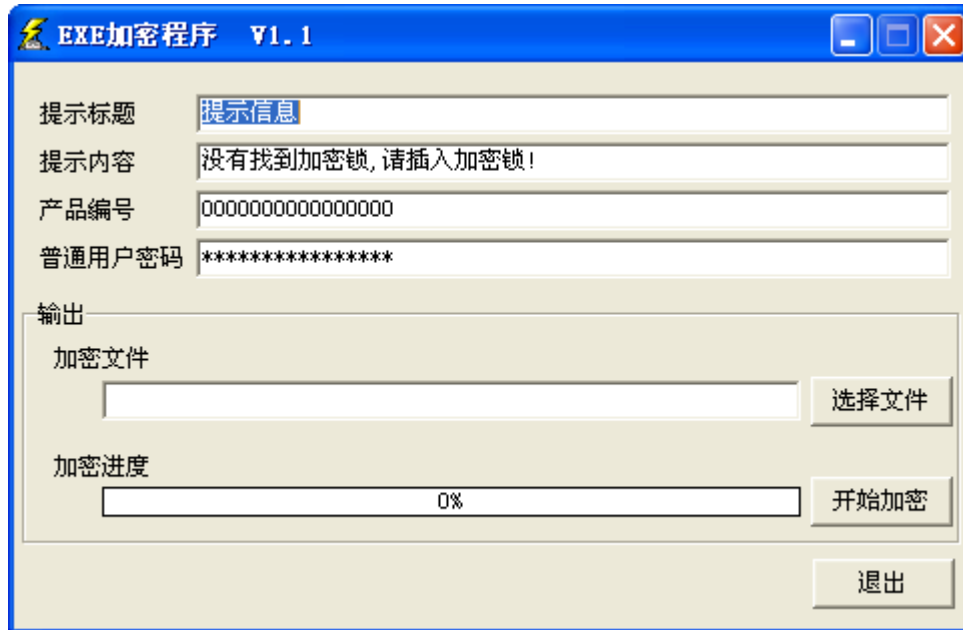 EXE加密程序 V1.1
提示标题 提示信息
提示内容 没有找到加密锁,请插入加密锁!
产品编号 0000000000000000
普通用户密码 ****************
输出
加密文件
选择文件
加密进度
0% 开始加密
退出